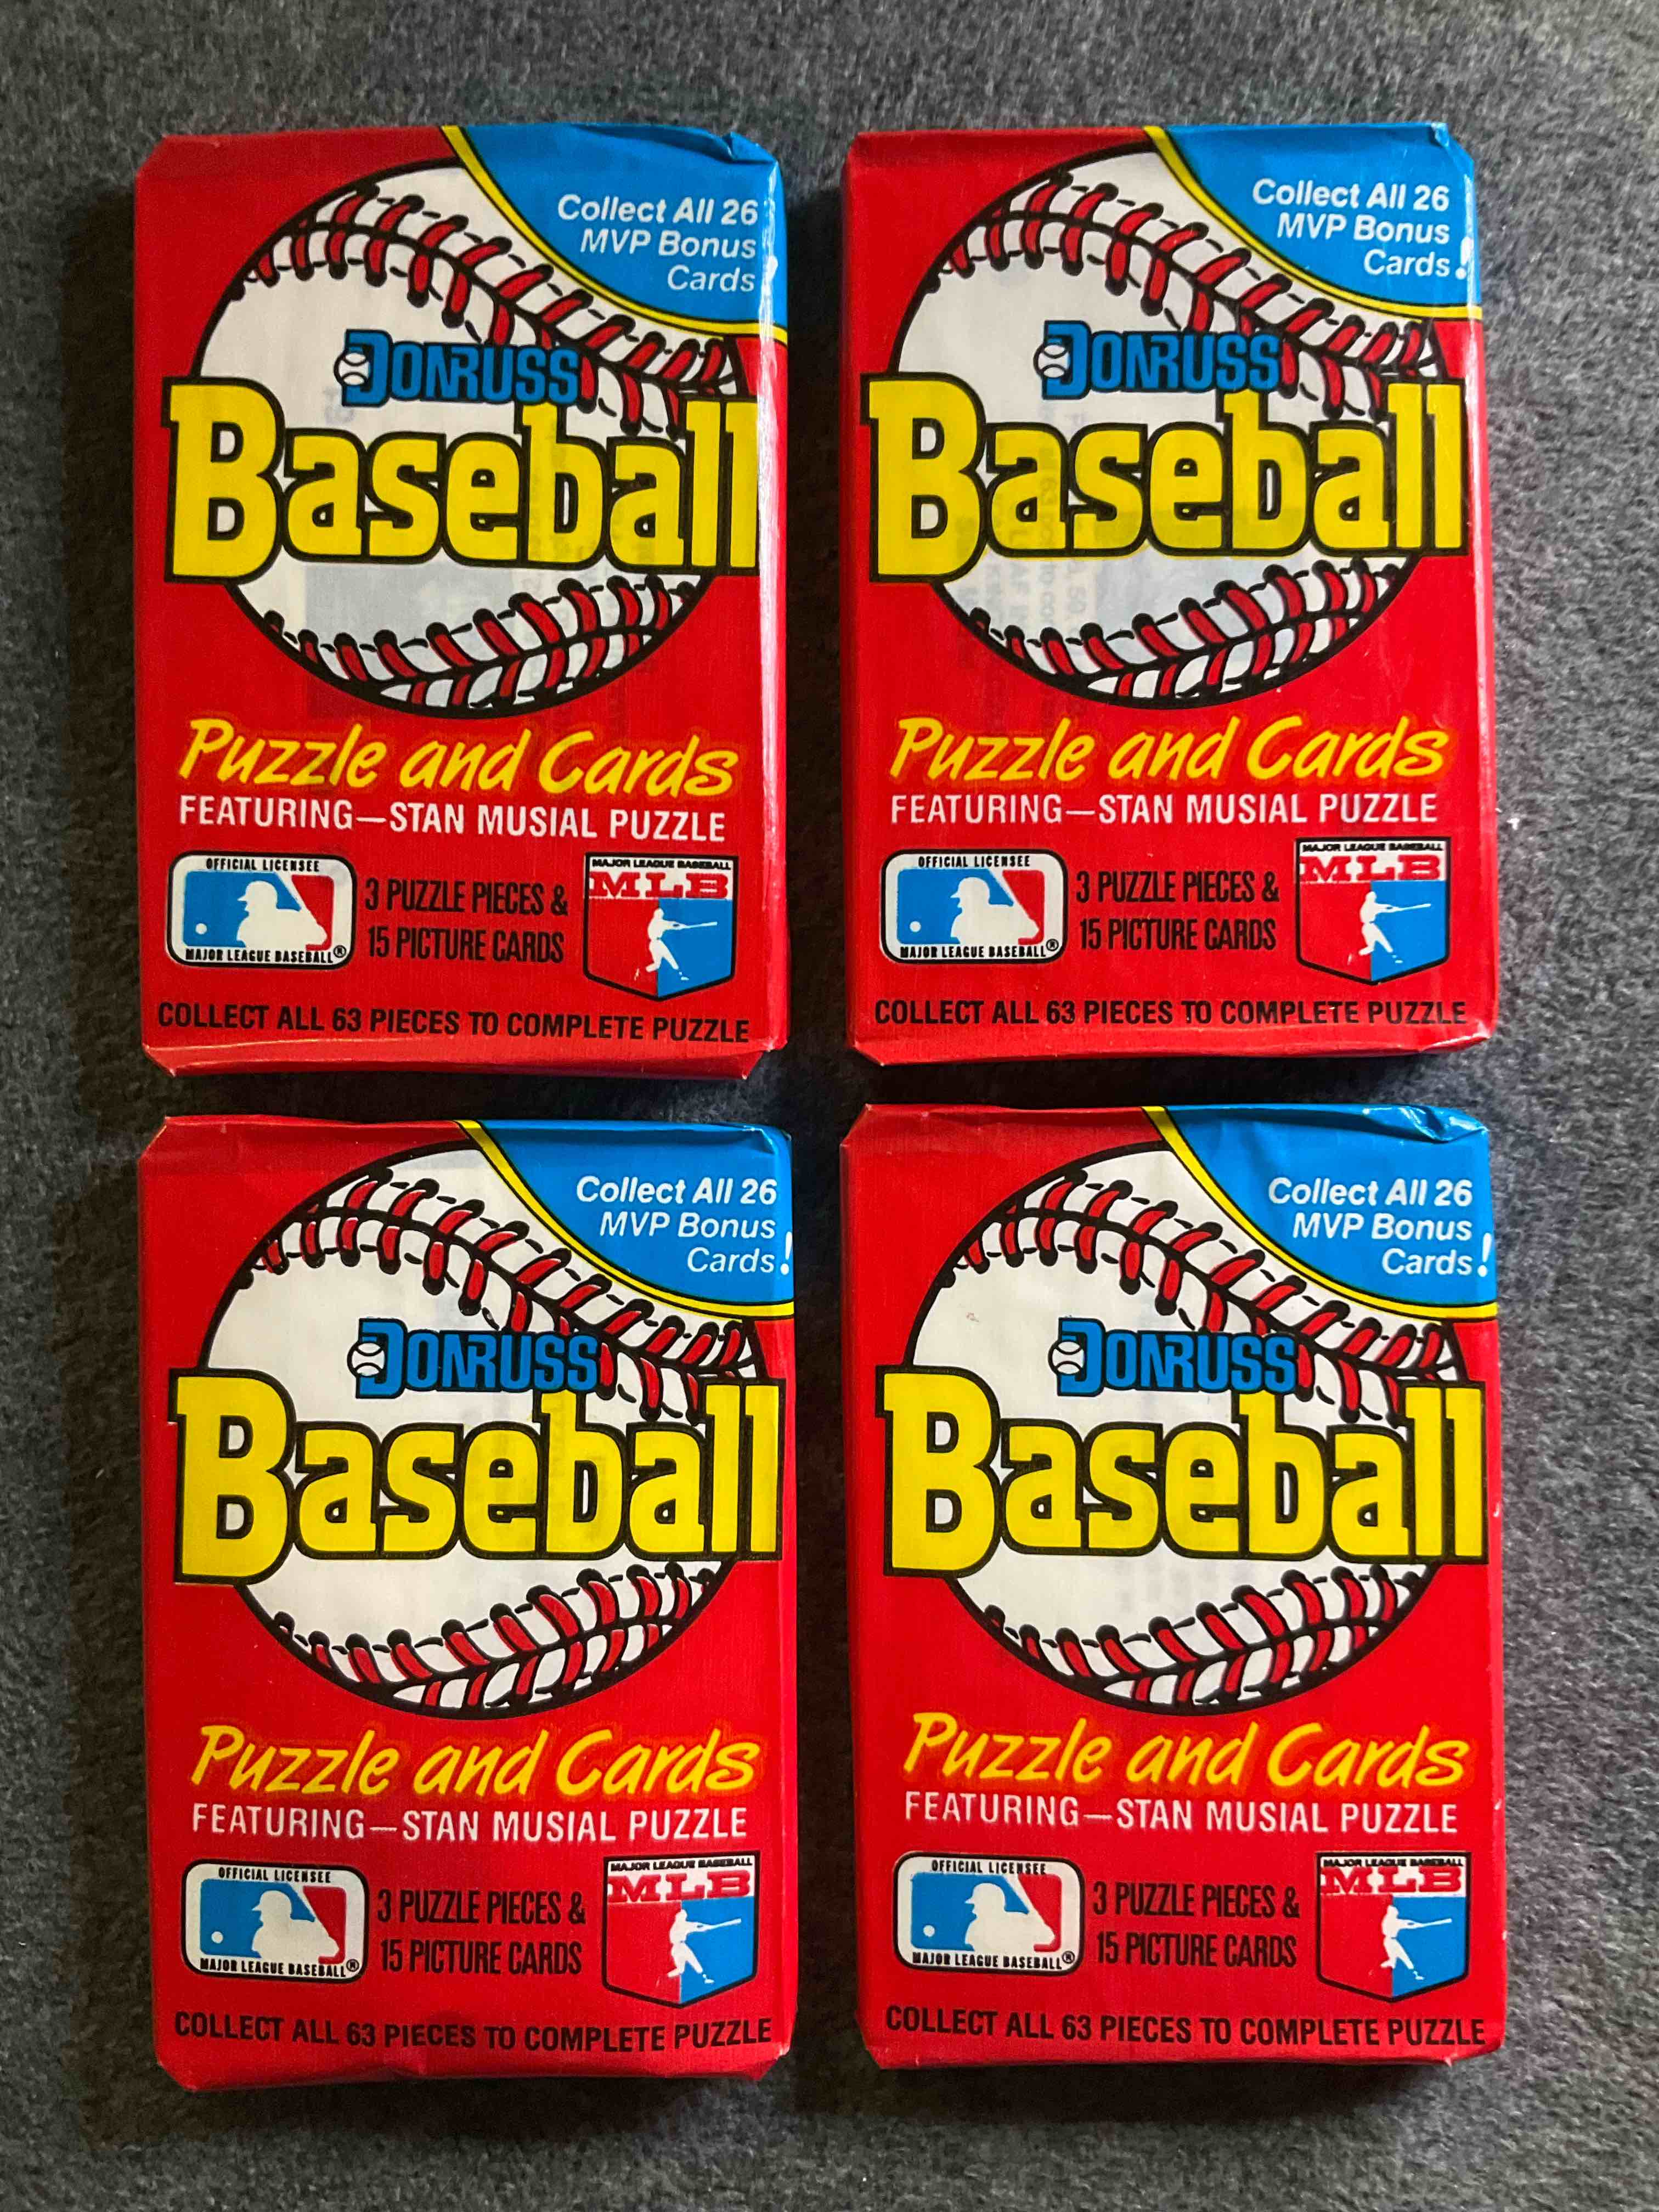 Collect All 26
MVP Bonus
Cards
DONRUSS
Baseball
Puzzle and Cards
FEATURING—STAN MUSIAL PUZZLE
OFFICIAL LICENSEE
MAJOR LEAGUE BASEBALL®
3 PUZZLE PIECES &
15 PICTURE CARDS
MAJOR LEAGUE BASEBALL
MLB
COLLECT ALL 63 PIECES TO COMPLETE PUZZLE
Collect All 26
MVP Bonus
Cards!
DONRUSS
Baseball
Puzzle and Cards
FEATURING—STAN MUSIAL PUZZLE
OFFICIAL LICENSEE
MAJOR LEAGUE BASEBALL®
3 PUZZLE PIECES &
15 PICTURE CARDS
MAJOR LEAGUE BASEBALL
MLB
COLLECT ALL 63 PIECES TO COMPLETE PUZZLE
Collect All 26
MVP Bonus
Cards!
DONRUSS
Baseball
Puzzle and Cards
FEATURING—STAN MUSIAL PUZZLE
OFFICIAL LICENSEE
MAJOR LEAGUE BASEBALL®
3 PUZZLE PIECES &
15 PICTURE CARDS
MAJOR LEAGUE BASEBALL
MLB
COLLECT ALL 63 PIECES TO COMPLETE PUZZLE
Collect All 26
MVP Bonus
Cards!
DONRUSS
Baseball
Puzzle and Cards
FEATURING—STAN MUSIAL PUZZLE
OFFICIAL LICENSEE
MAJOR LEAGUE BASEBALL®
3 PUZZLE PIECES &
15 PICTURE CARDS
MAJOR LEAGUE BASEBALL
MLB
COLLECT ALL 63 PIECES TO COMPLETE PUZZLE